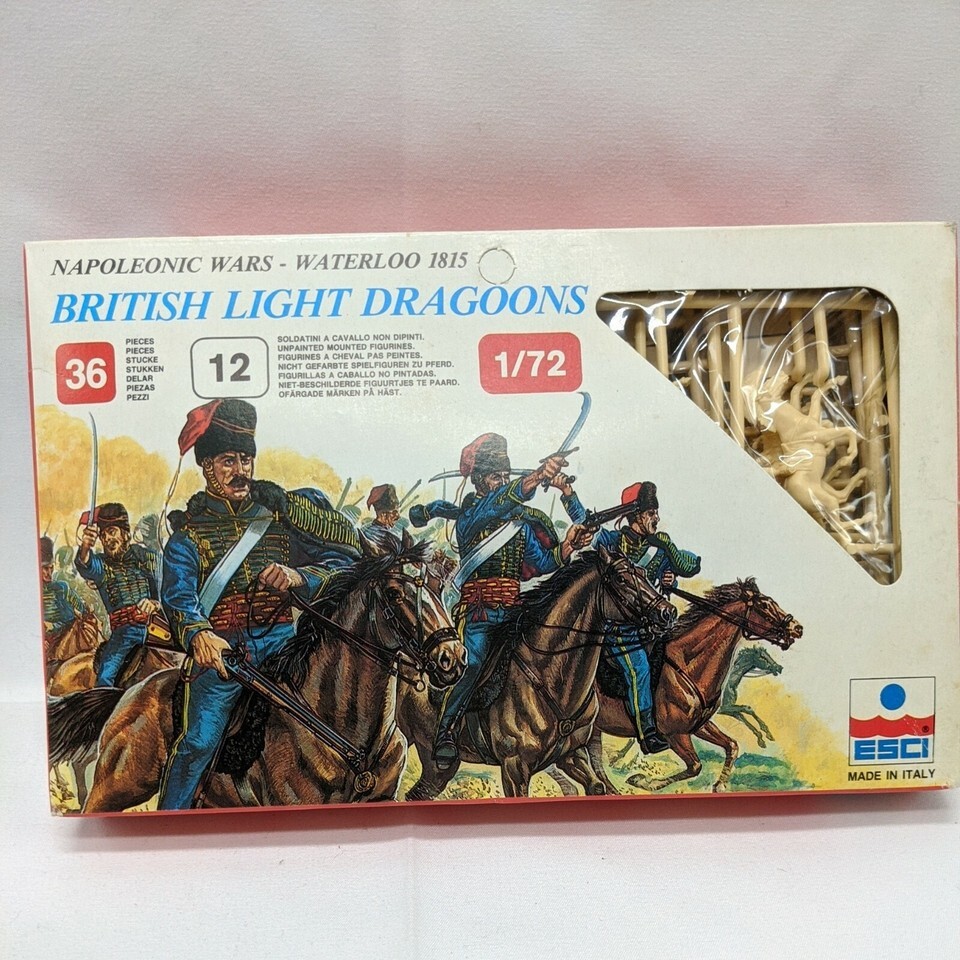 NAPOLEONIC WARS - WATERLOO 1815
BRITISH LIGHT DRAGOONS
36
PIECES
PIECES
STUCKE
STUKKEN
DELAR
PIEZAS
PEZZI
12
SOLDATINI A CAVALLO NON DIPINTI.
UNPAINTED MOUNTED FIGURINES.
FIGURINES A CHEVAL PAS PEINTES.
NICHT GEFARBTE SPIELFIGUREN ZU PFERD.
FIGURILLAS A CABALLO NO PINTADAS.
NIET-BESCHILDERDE FIGUURTJES TE PAARD.
OFÄRGADE MÄRKEN PÅ HÄST.
1/72
ESCI®
MADE IN ITALY